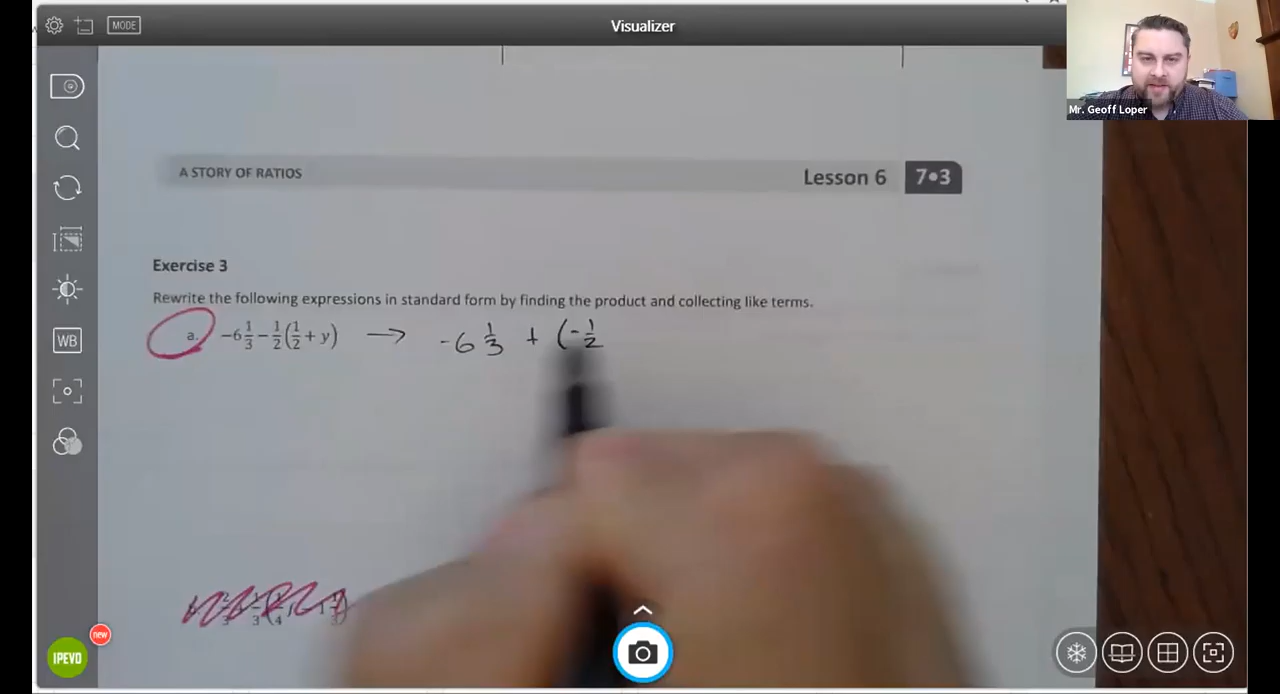 MODE
Visualizer
Mr. Geoff Loper
A STORY OF RATIOS
Lesson 6
7•3
Exercise 3
Rewrite the following expressions in standard form by finding the product and collecting like terms.
a. −6 1/3 − 1/2(1/2 + y) → -6 1/3 + (-1/2
WB
new
IPEVO